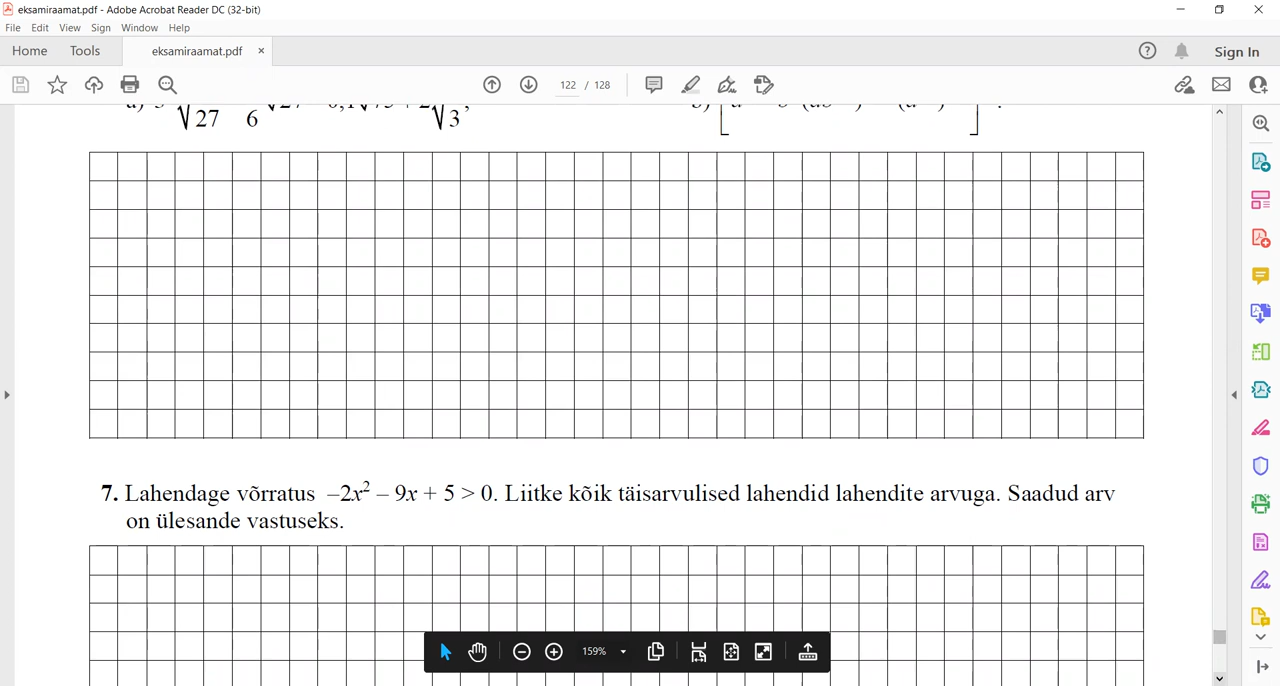 eksamiraamat.pdf - Adobe Acrobat Reader DC (32-bit)
File Edit View Sign Window Help
Home Tools eksamiraamat.pdf × Sign In
122 / 128
√27 6 √3 ;
7. Lahendage võrratus –2x² – 9x + 5 > 0. Liitke kõik täisarvulised lahendid lahendite arvuga. Saadud arv
on ülesande vastuseks.
159%